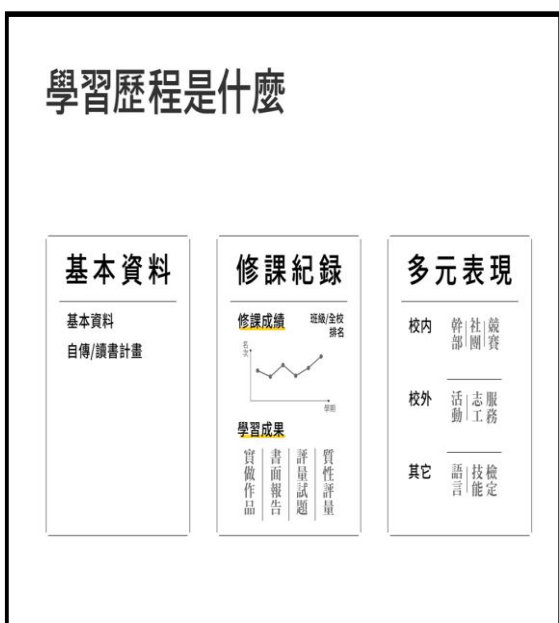 學習歷程是什麼
基本資料
基本資料
自傳/讀書計畫
修課紀錄
修課成績
班級/全校
排名
名次
學期
學習成果
實做作品
書面報告
評量試題
質性評量
多元表現
校內
幹部
社團
競賽
校外
活動
志工
服務
其它
語言
技能
檢定